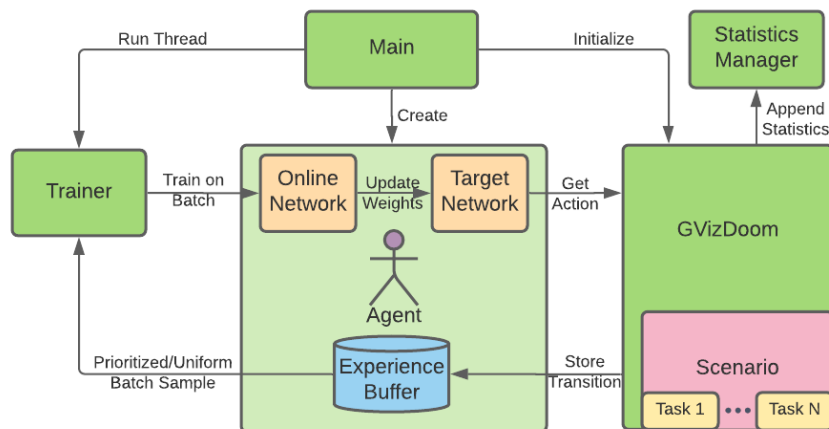 Run Thread
Main
Initialize
Statistics
Manager
Create
Append
Statistics
Trainer
Train on
Batch
Online
Network
Update
Weights
Target
Network
Get
Action
GVizDoom
Agent
Prioritized/Uniform
Batch Sample
Experience
Buffer
Store
Transition
Scenario
Task 1
Task N